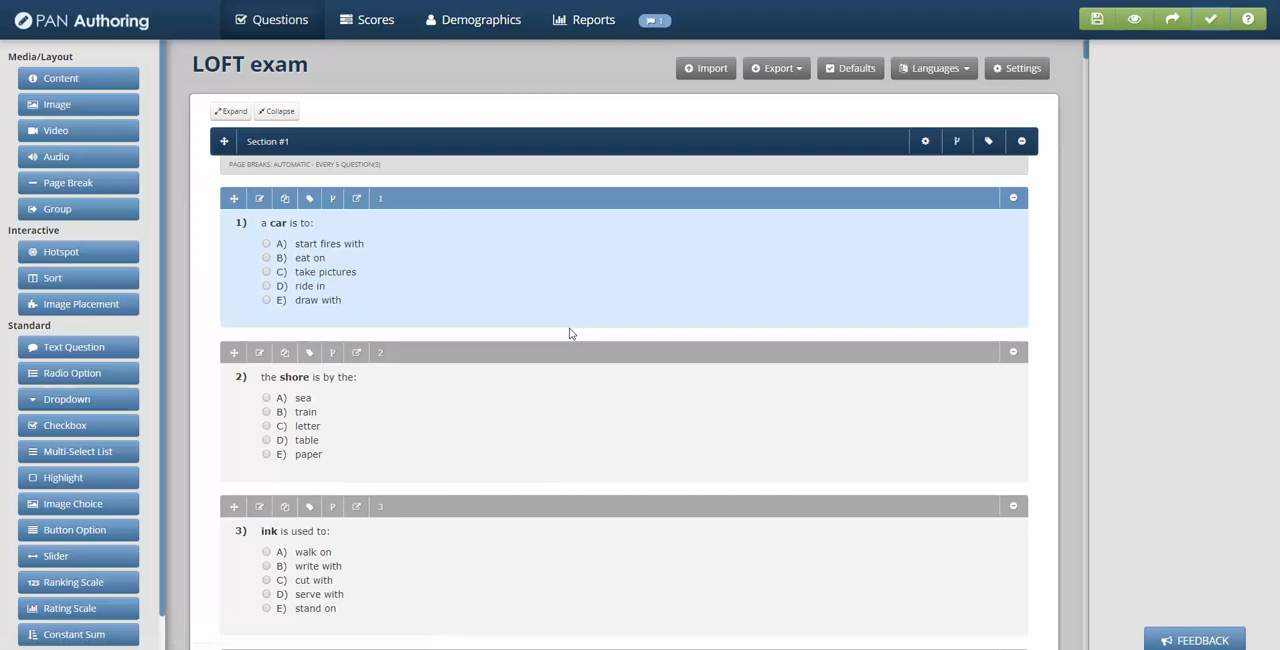 PAN Authoring
Questions
Scores
Demographics
Reports
1
Media/Layout
Content
Image
Video
Audio
Page Break
Group
Interactive
Hotspot
Sort
Image Placement
Standard
Text Question
Radio Option
Dropdown
Checkbox
Multi-Select List
Highlight
Image Choice
Button Option
Slider
123 Ranking Scale
Rating Scale
Constant Sum
LOFT exam
Import
Export
Defaults
Languages
Settings
Expand
Collapse
Section #1
PAGE BREAKS: AUTOMATIC - EVERY 5 QUESTION(S)
1
1) a car is to:
A) start fires with
B) eat on
C) take pictures
D) ride in
E) draw with
2
2) the shore is by the:
A) sea
B) train
C) letter
D) table
E) paper
3
3) ink is used to:
A) walk on
B) write with
C) cut with
D) serve with
E) stand on
FEEDBACK